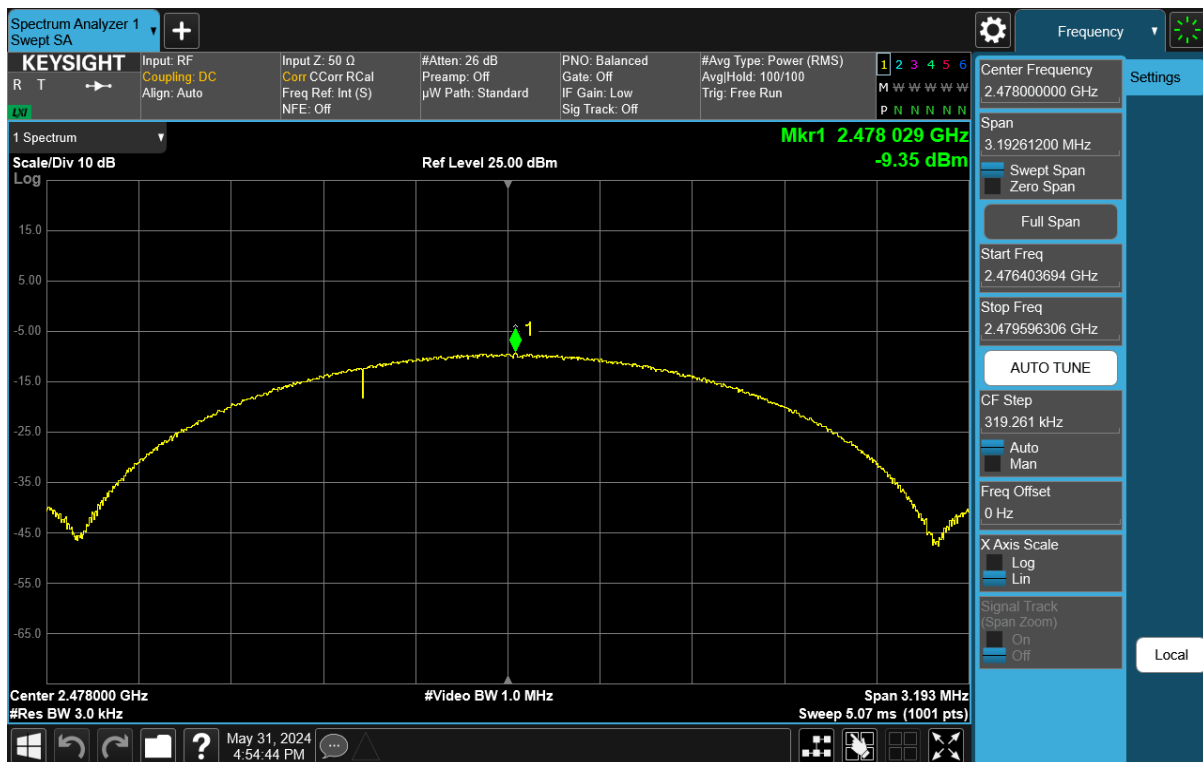 Spectrum Analyzer 1
Swept SA
Frequency
KEYSIGHT
R T
LXI
Input: RF
Coupling: DC
Align: Auto
Input Z: 50 Ω
Corr CCorr RCal
Freq Ref: Int (S)
NFE: Off
#Atten: 26 dB
Preamp: Off
µW Path: Standard
PNO: Balanced
Gate: Off
IF Gain: Low
Sig Track: Off
#Avg Type: Power (RMS)
Avg|Hold: 100/100
Trig: Free Run
1 2 3 4 5 6
M W W W W W
P N N N N N
1 Spectrum
Mkr1 2.478 029 GHz
-9.35 dBm
Scale/Div 10 dB
Ref Level 25.00 dBm
Log
15.0
5.00
-5.00
-15.0
-25.0
-35.0
-45.0
-55.0
-65.0
1
Center 2.478000 GHz
#Video BW 1.0 MHz
Span 3.193 MHz
#Res BW 3.0 kHz
Sweep 5.07 ms (1001 pts)
Center Frequency
2.478000000 GHz
Span
3.19261200 MHz
Swept Span
Zero Span
Full Span
Start Freq
2.476403694 GHz
Stop Freq
2.479596306 GHz
AUTO TUNE
CF Step
319.261 kHz
Auto
Man
Freq Offset
0 Hz
X Axis Scale
Log
Lin
Signal Track
(Span Zoom)
On
Off
Settings
Local
?
May 31, 2024
4:54:44 PM